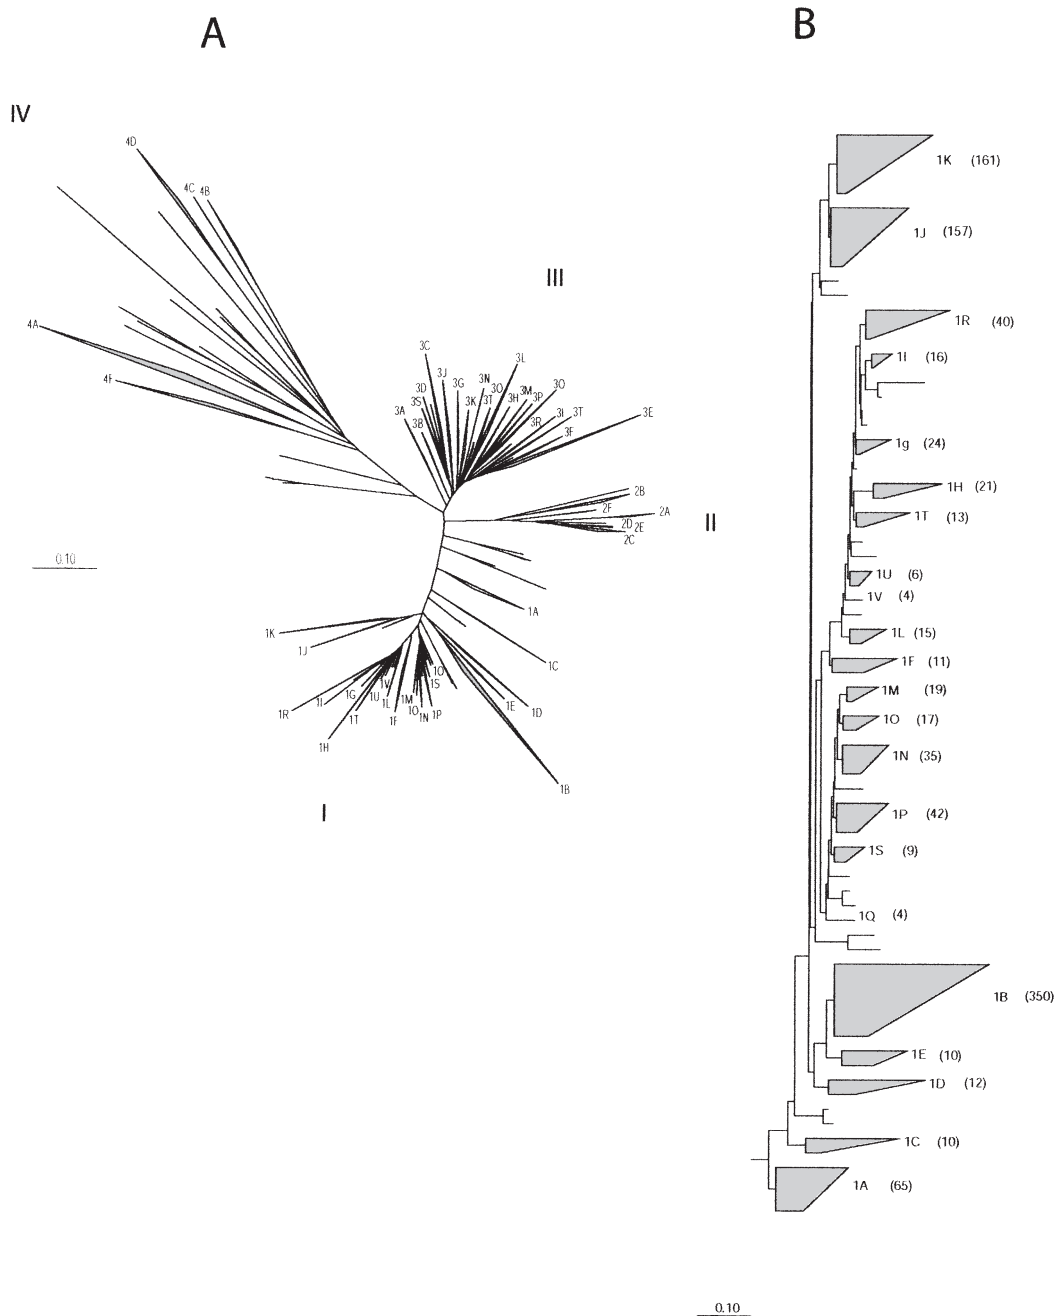 A
B
IV
III
II
I
4D
4C
4B
4A
4F
3C
3J
3L
3D
3G
3N
3O
3S
3K
3T
3H
3M
3P
3O
3A
3B
3R
3I
3T
3F
3E
2B
2F
2A
2D
2E
2C
0.10
1A
1K
1J
1C
1O
1S
1V
1G
1U
1L
1M
1O
1N
1P
1E
1D
1R
1I
1T
1F
1H
1B
1K (161)
1J (157)
1R (40)
1I (16)
1g (24)
1H (21)
1T (13)
1U (6)
1V (4)
1L (15)
1F (11)
1M (19)
1O (17)
1N (35)
1P (42)
1S (9)
1Q (4)
1B (350)
1E (10)
1D (12)
1C (10)
1A (65)
0.10